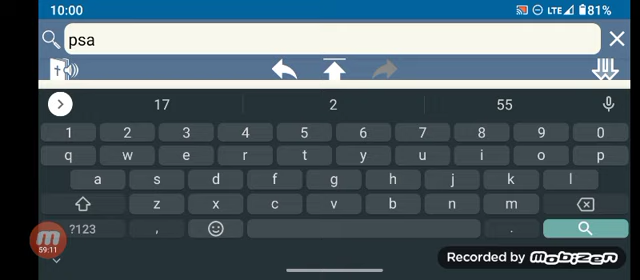 10:00 LTE 81%
psa
17 2 55
1 2 3 4 5 6 7 8 9 0
q w e r t y u i o p
a s d f g h j k l
z x c v b n m
?123 , .
59:11
Recorded by Mobizen